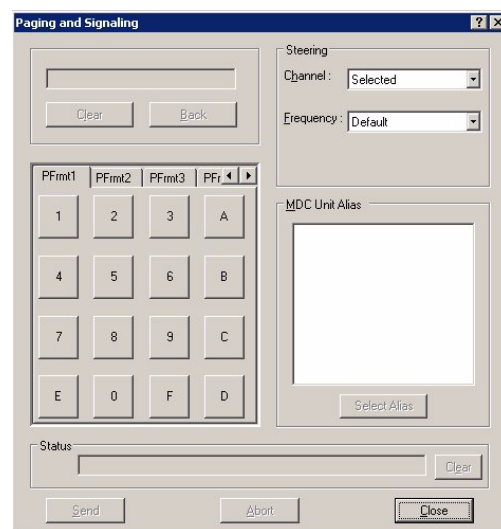 Paging and Signaling
Clear Back
Steering
Channel : Selected
Frequency : Default
PFrmt1 PFrmt2 PFrmt3 PFr
1 2 3 A
4 5 6 B
7 8 9 C
E 0 F D
MDC Unit Alias
Select Alias
Status
Clear
Send Abort Close